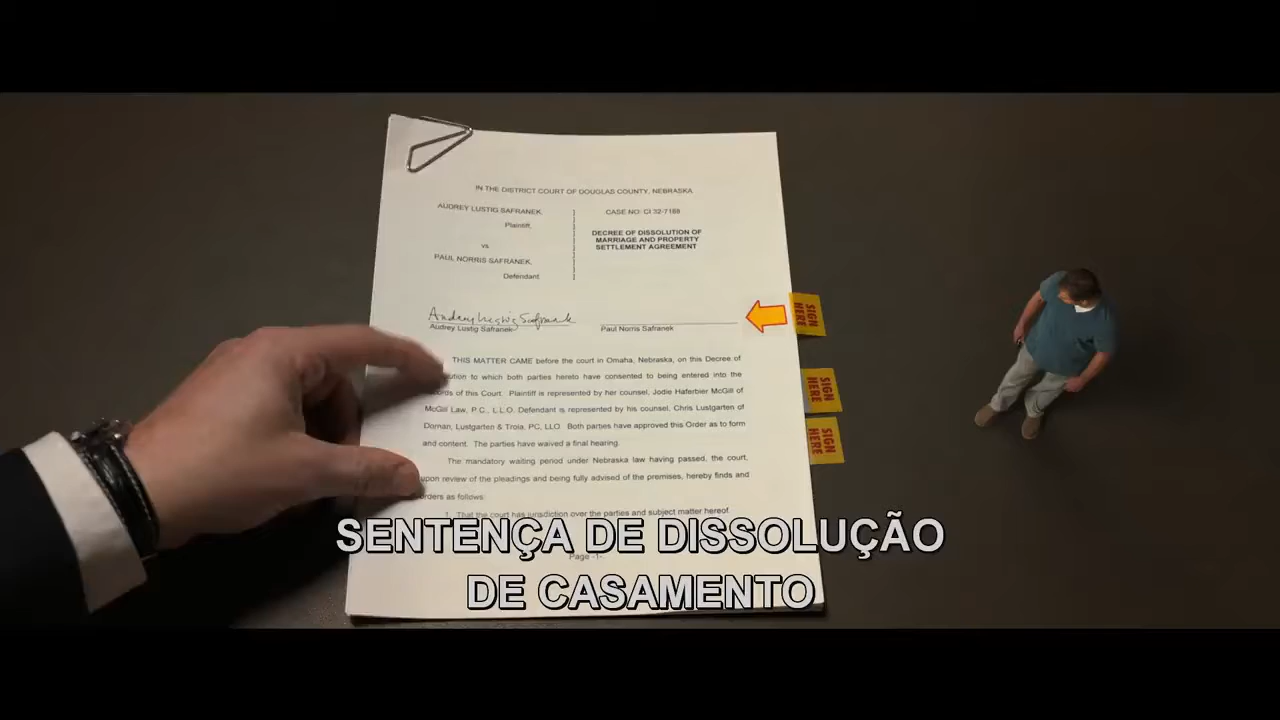 IN THE DISTRICT COURT OF DOUGLAS COUNTY, NEBRASKA
AUDREY LUSTIG SAFRANEK,
Plaintiff,
vs
PAUL NORRIS SAFRANEK,
Defendant.
CASE NO: CI 32-7188
DECREE OF DISSOLUTION OF
MARRIAGE AND PROPERTY
SETTLEMENT AGREEMENT
Audrey Lustig Safranek
Audrey Lustig Safranek
Paul Norris Safranek
SIGN HERE
SIGN HERE
SIGN HERE
THIS MATTER CAME before the court in Omaha, Nebraska, on this Decree of
to which both parties hereto have consented to being entered into the
of this Court. Plaintiff is represented by her counsel, Jodie Haferbier McGill of
McGill Law, P.C., L.L.O. Defendant is represented by his counsel, Chris Lustgarten of
Dornan, Lustgarten & Troia, PC, LLO. Both parties have approved this Order as to form
and content. The parties have waived a final hearing.
The mandatory waiting period under Nebraska law having passed, the court,
upon review of the pleadings and being fully advised of the premises, hereby finds and
orders as follows:
1. That the court has jurisdiction over the parties and subject matter hereof.
Page -1-
SENTENÇA DE DISSOLUÇÃO
DE CASAMENTO